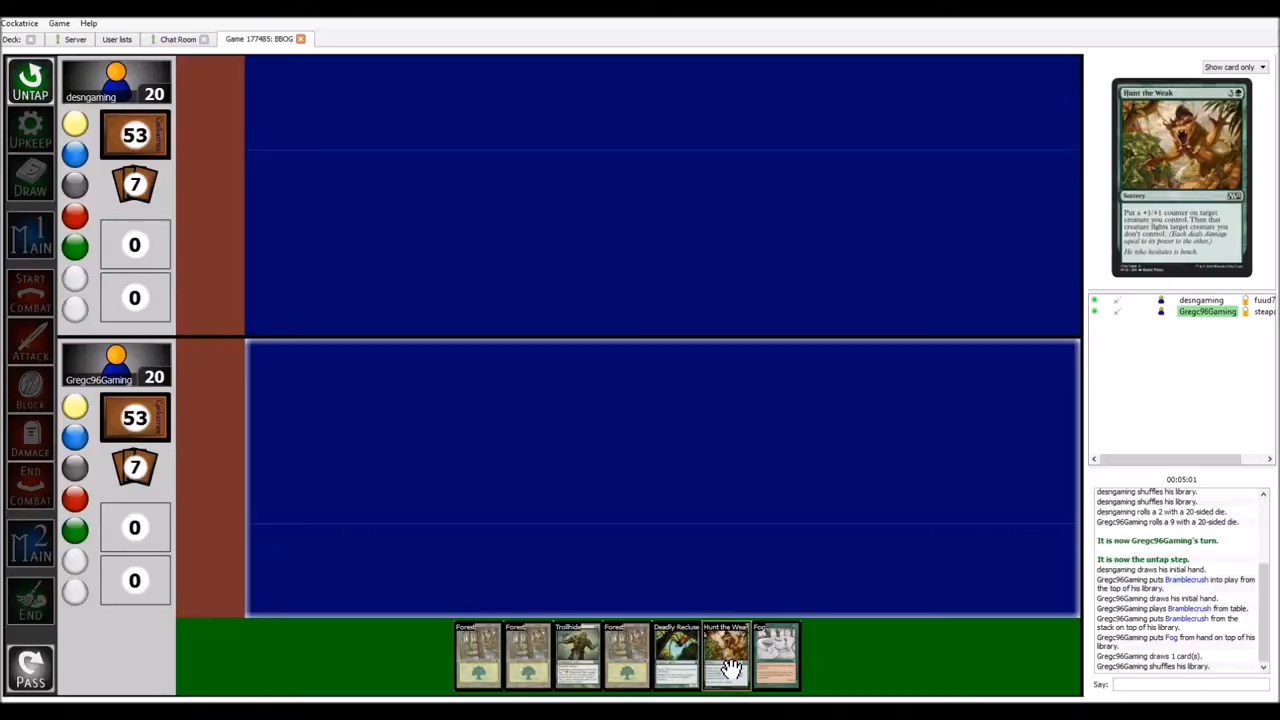 Cockatrice Game Help
Deck: Server User lists Chat Room Game 177485: BBOG
UNTAP
UPKEEP
DRAW
MAIN 1
START COMBAT
ATTACK
BLOCK
DAMAGE
END COMBAT
MAIN 2
END
PASS
desngaming 20
53
7
0
0
Gregc96Gaming 20
53
7
0
0
Forest Forest Trollhide Forest Deadly Recluse Hunt the Weak Fog
Show card only
Hunt the Weak 3
Sorcery
Put a +1/+1 counter on target
creature you control. Then that
creature fights target creature you
don't control. (Each deals damage
equal to its power to the other.)
He who hesitates is lunch.
desngaming fuud7
Gregc96Gaming steap
00:05:01
desngaming shuffles his library.
desngaming shuffles his library.
desngaming rolls a 2 with a 20-sided die.
Gregc96Gaming rolls a 9 with a 20-sided die.
It is now Gregc96Gaming's turn.
It is now the untap step.
desngaming draws his initial hand.
Gregc96Gaming puts Bramblecrush into play from
the top of his library.
Gregc96Gaming draws his initial hand.
Gregc96Gaming plays Bramblecrush from table.
Gregc96Gaming puts Bramblecrush from the
stack on top of his library.
Gregc96Gaming puts Fog from hand on top of his
library.
Gregc96Gaming draws 1 card(s).
Gregc96Gaming shuffles his library.
Say: